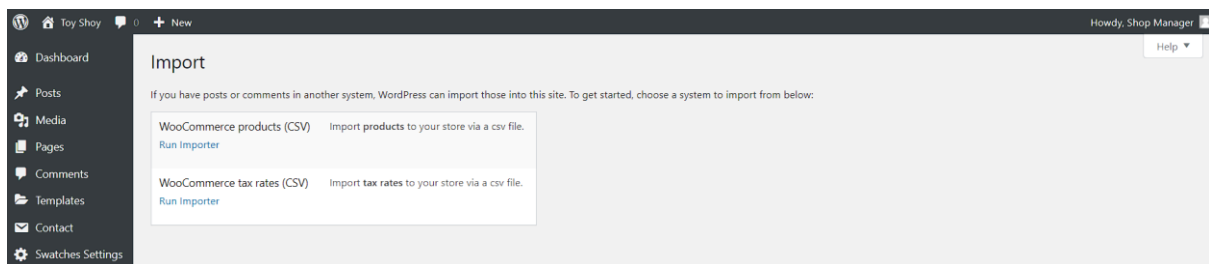 Toy Shoy 0 + New Howdy, Shop Manager
Help ▼
Dashboard
Posts
Media
Pages
Comments
Templates
Contact
Swatches Settings
Import
If you have posts or comments in another system, WordPress can import those into this site. To get started, choose a system to import from below:
WooCommerce products (CSV) Import products to your store via a csv file.
Run Importer
WooCommerce tax rates (CSV) Import tax rates to your store via a csv file.
Run Importer